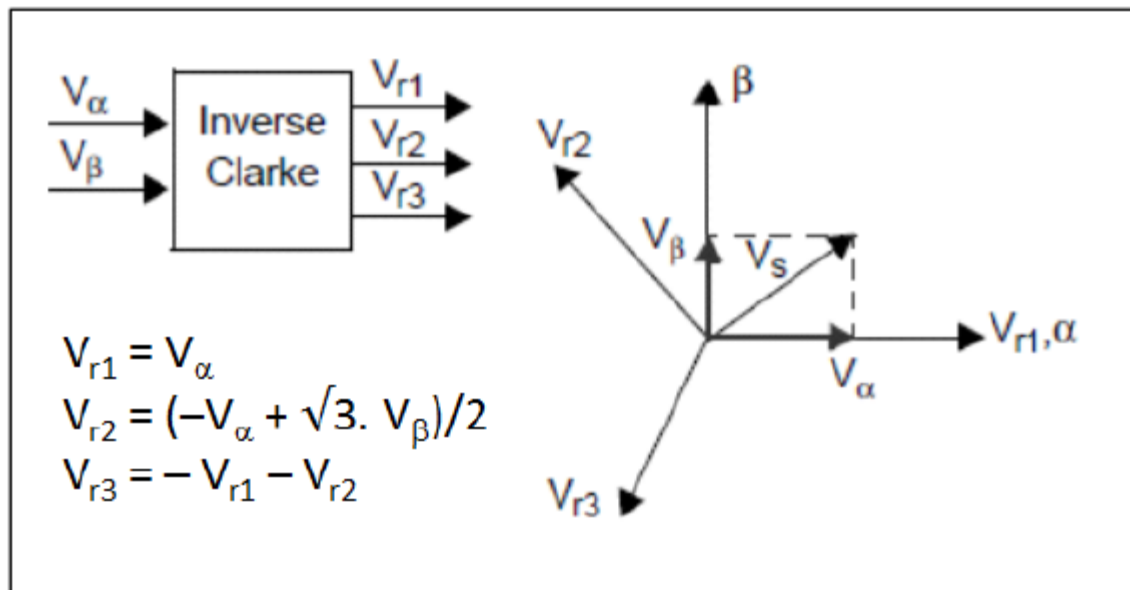 Vα
Vβ
Inverse
Clarke
Vr1
Vr2
Vr3
Vr1 = Vα
Vr2 = (–Vα + √3. Vβ)/2
Vr3 = – Vr1 – Vr2
β
Vr2
Vβ
Vs
Vr1,α
Vα
Vr3